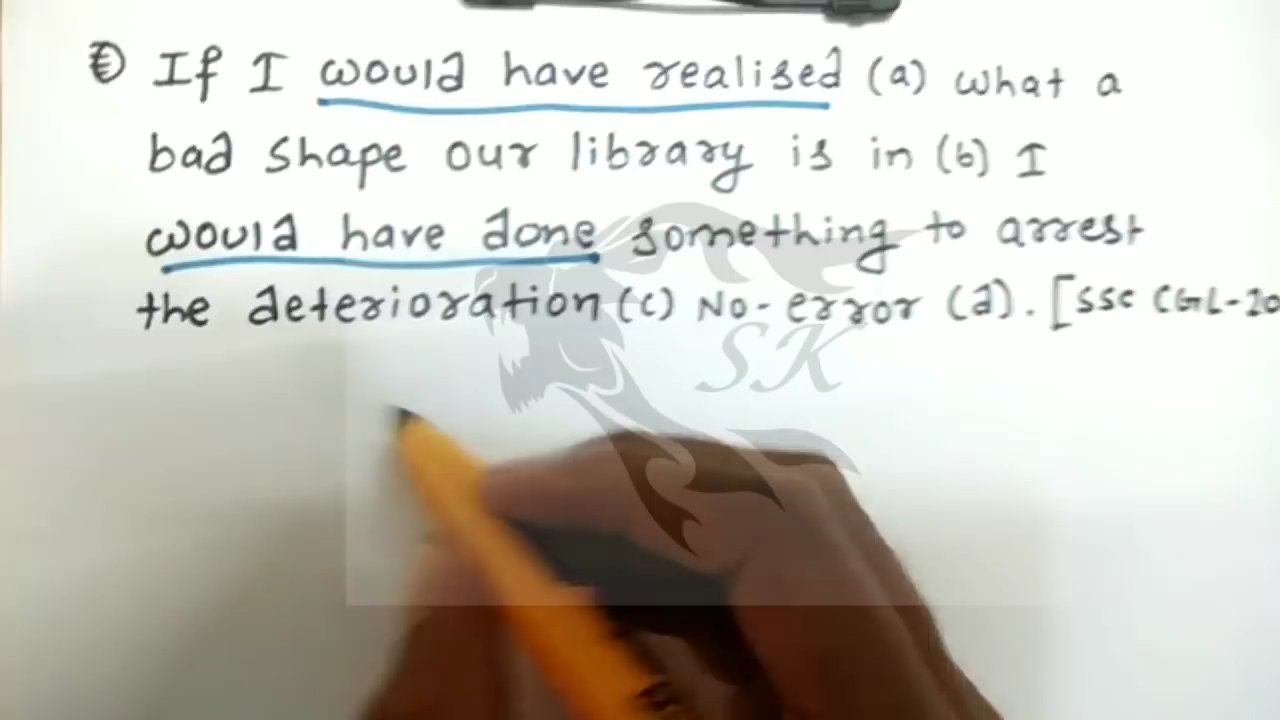 If I would have realised (a) what a
bad shape our library is in (b) I
would have done something to arrest
the deterioration (c) No-error (d). [SSC CGL-20
SK